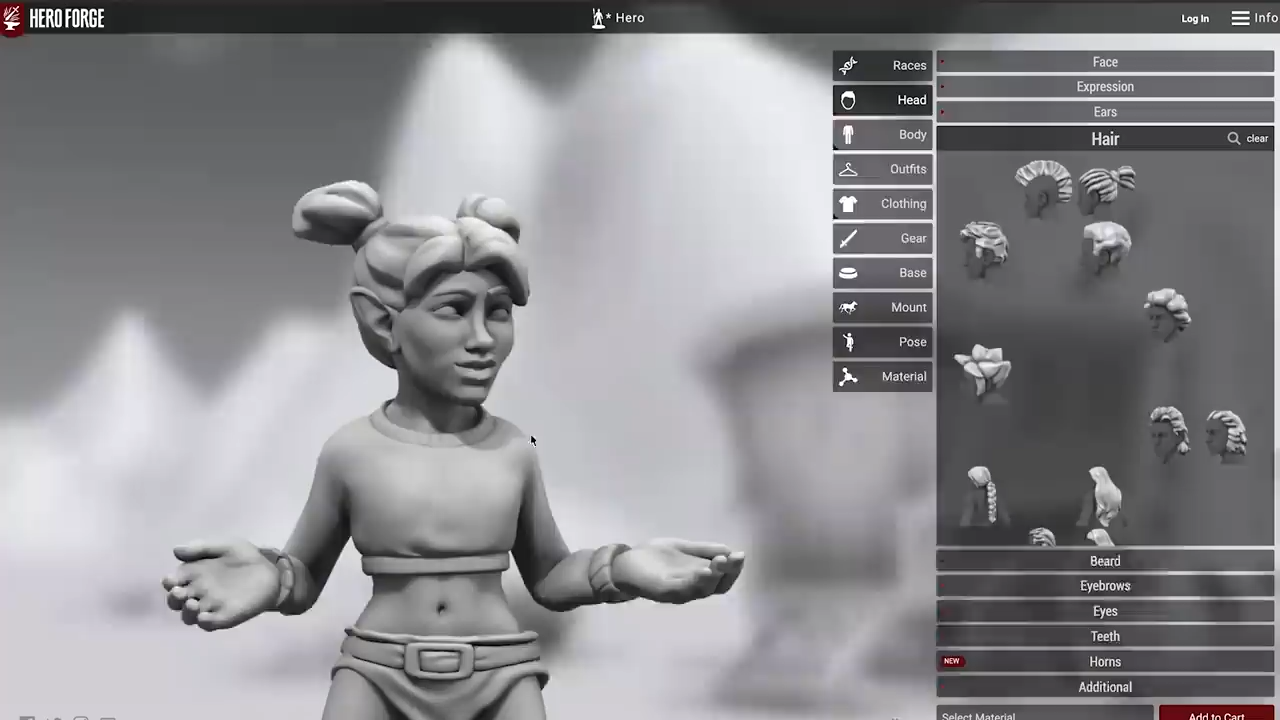 HERO FORGE
* Hero
Log In
Info
Races
Head
Body
Outfits
Clothing
Gear
Base
Mount
Pose
Material
Face
Expression
Ears
Hair
clear
Beard
Eyebrows
Eyes
Teeth
NEW
Horns
Additional
Select Material
Add to Cart